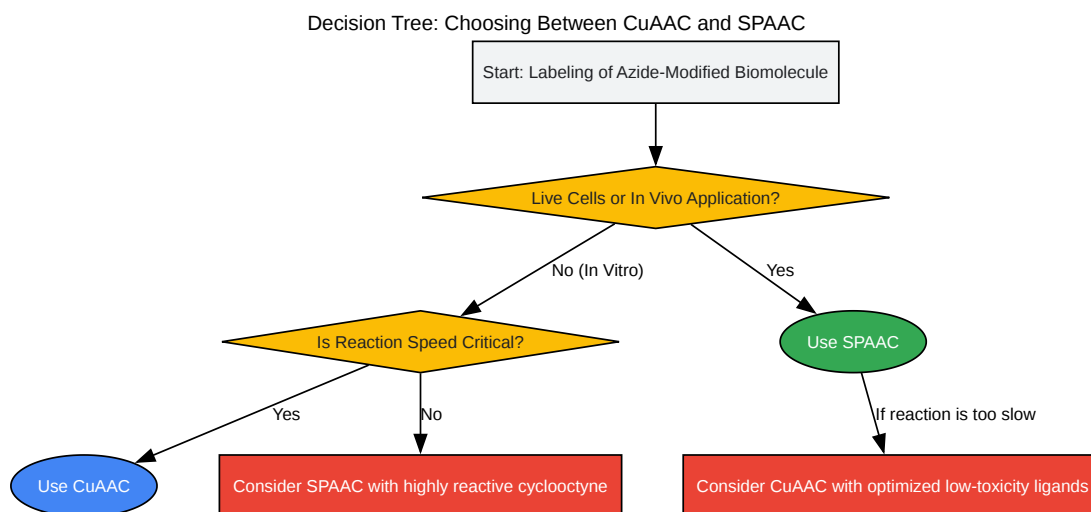 Decision Tree: Choosing Between CuAAC and SPAAC
Start: Labeling of Azide-Modified Biomolecule
Live Cells or In Vivo Application?
No (In Vitro)
Yes
Is Reaction Speed Critical?
Use SPAAC
Yes
No
If reaction is too slow
Use CuAAC
Consider SPAAC with highly reactive cyclooctyne
Consider CuAAC with optimized low-toxicity ligands